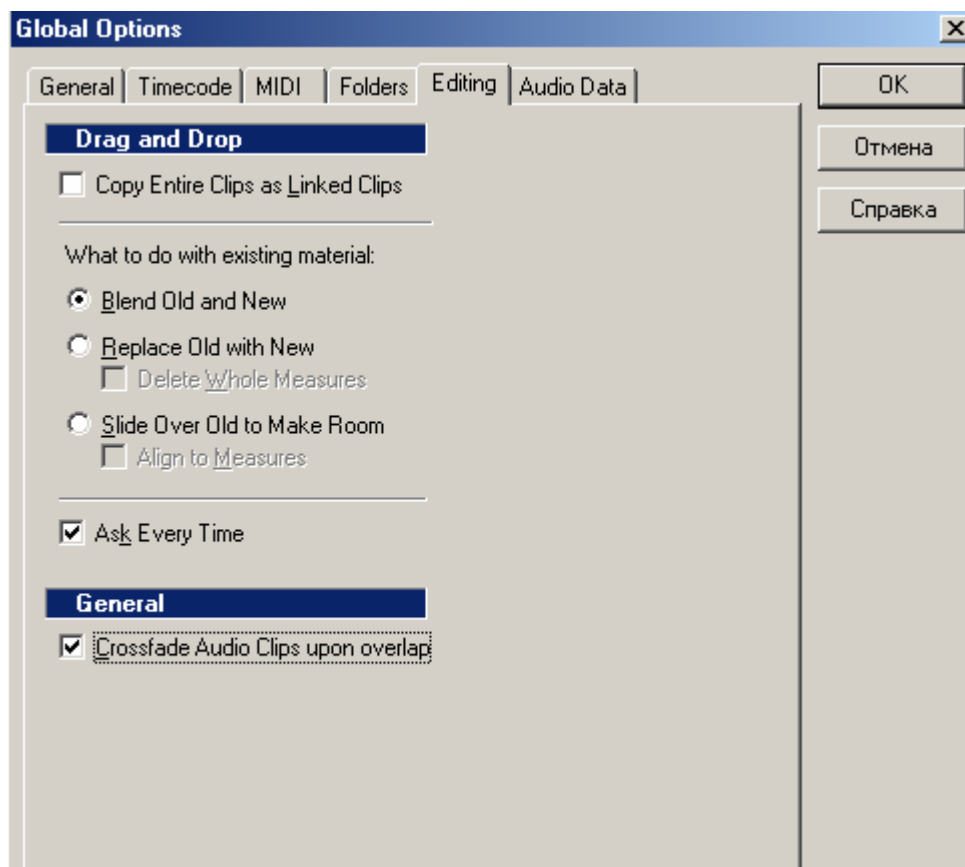 Global Options
General Timecode MIDI Folders Editing Audio Data
OK
Отмена
Справка
Drag and Drop
Copy Entire Clips as Linked Clips
What to do with existing material:
Blend Old and New
Replace Old with New
Delete Whole Measures
Slide Over Old to Make Room
Align to Measures
Ask Every Time
General
Crossfade Audio Clips upon overlap